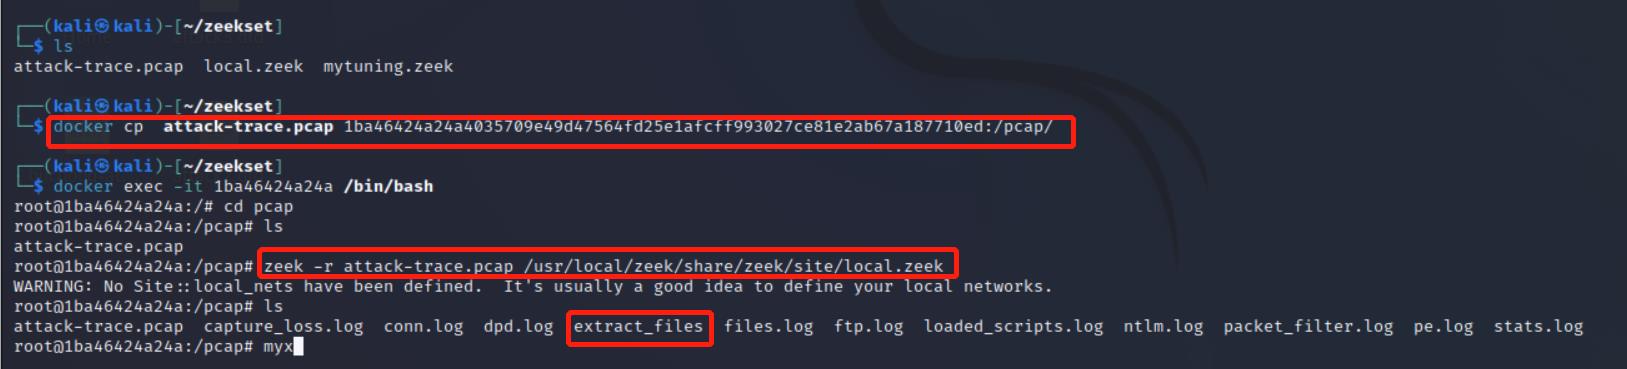 ┌──(kali㉿kali)-[~/zeekset]
└─$ ls
attack-trace.pcap  local.zeek  mytuning.zeek
┌──(kali㉿kali)-[~/zeekset]
└─$ docker cp  attack-trace.pcap 1ba46424a24a4035709e49d47564fd25e1afcff993027ce81e2ab67a187710ed:/pcap/
┌──(kali㉿kali)-[~/zeekset]
└─$ docker exec -it 1ba46424a24a /bin/bash
root@1ba46424a24a:/# cd pcap
root@1ba46424a24a:/pcap# ls
attack-trace.pcap
root@1ba46424a24a:/pcap# zeek -r attack-trace.pcap /usr/local/zeek/share/zeek/site/local.zeek
WARNING: No Site::local_nets have been defined.  It's usually a good idea to define your local networks.
root@1ba46424a24a:/pcap# ls
attack-trace.pcap  capture_loss.log  conn.log  dpd.log  extract_files  files.log  ftp.log  loaded_scripts.log  ntlm.log  packet_filter.log  pe.log  stats.log
root@1ba46424a24a:/pcap# myx